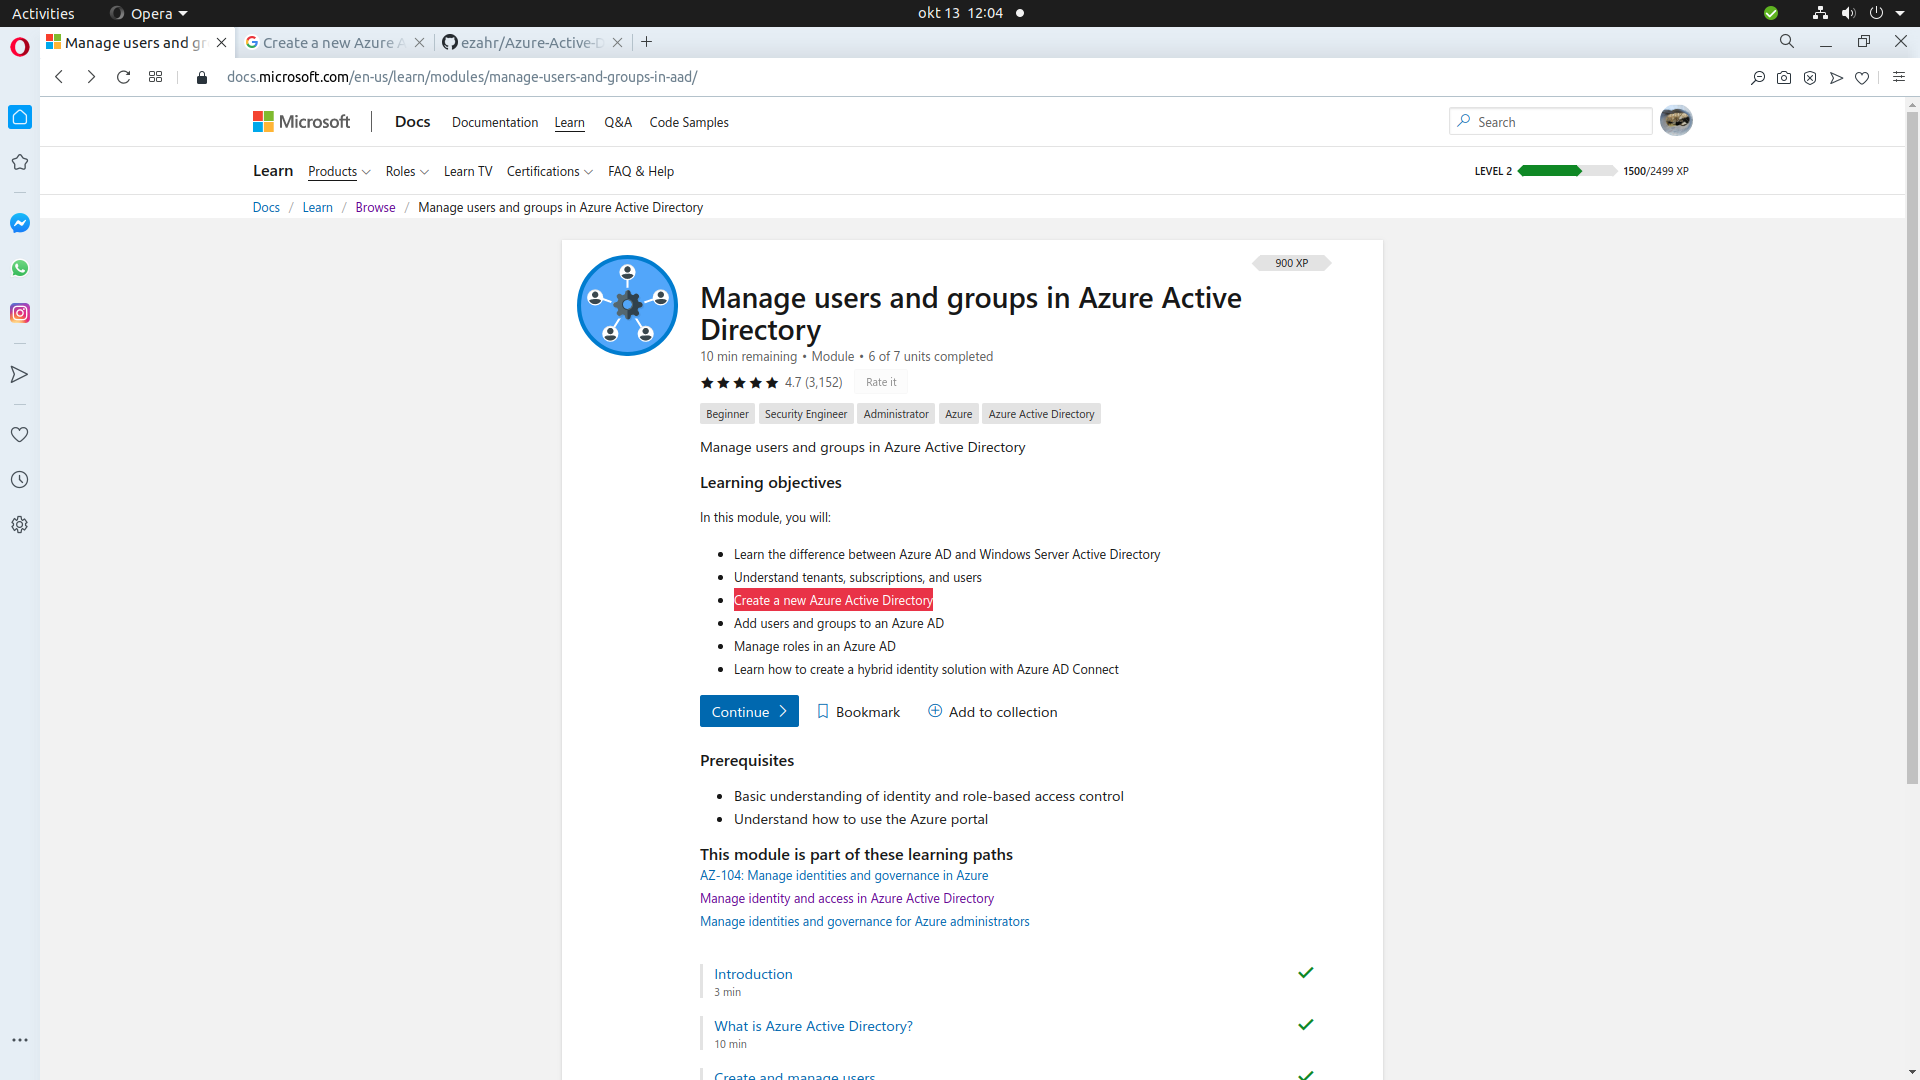 Activities Opera okt 13 12:04
Manage users and gr Create a new Azure A ezahr/Azure-Active-D
docs.microsoft.com/en-us/learn/modules/manage-users-and-groups-in-aad/
Microsoft Docs Documentation Learn Q&A Code Samples Search
Learn Products Roles Learn TV Certifications FAQ & Help LEVEL 2 1500/2499 XP
Docs / Learn / Browse / Manage users and groups in Azure Active Directory
900 XP
Manage users and groups in Azure Active
Directory
10 min remaining • Module • 6 of 7 units completed
4.7 (3,152) Rate it
Beginner Security Engineer Administrator Azure Azure Active Directory
Manage users and groups in Azure Active Directory
Learning objectives
In this module, you will:
• Learn the difference between Azure AD and Windows Server Active Directory
• Understand tenants, subscriptions, and users
• Create a new Azure Active Directory
• Add users and groups to an Azure AD
• Manage roles in an Azure AD
• Learn how to create a hybrid identity solution with Azure AD Connect
Continue Bookmark Add to collection
Prerequisites
• Basic understanding of identity and role-based access control
• Understand how to use the Azure portal
This module is part of these learning paths
AZ-104: Manage identities and governance in Azure
Manage identity and access in Azure Active Directory
Manage identities and governance for Azure administrators
Introduction
3 min
What is Azure Active Directory?
10 min
Create and manage users